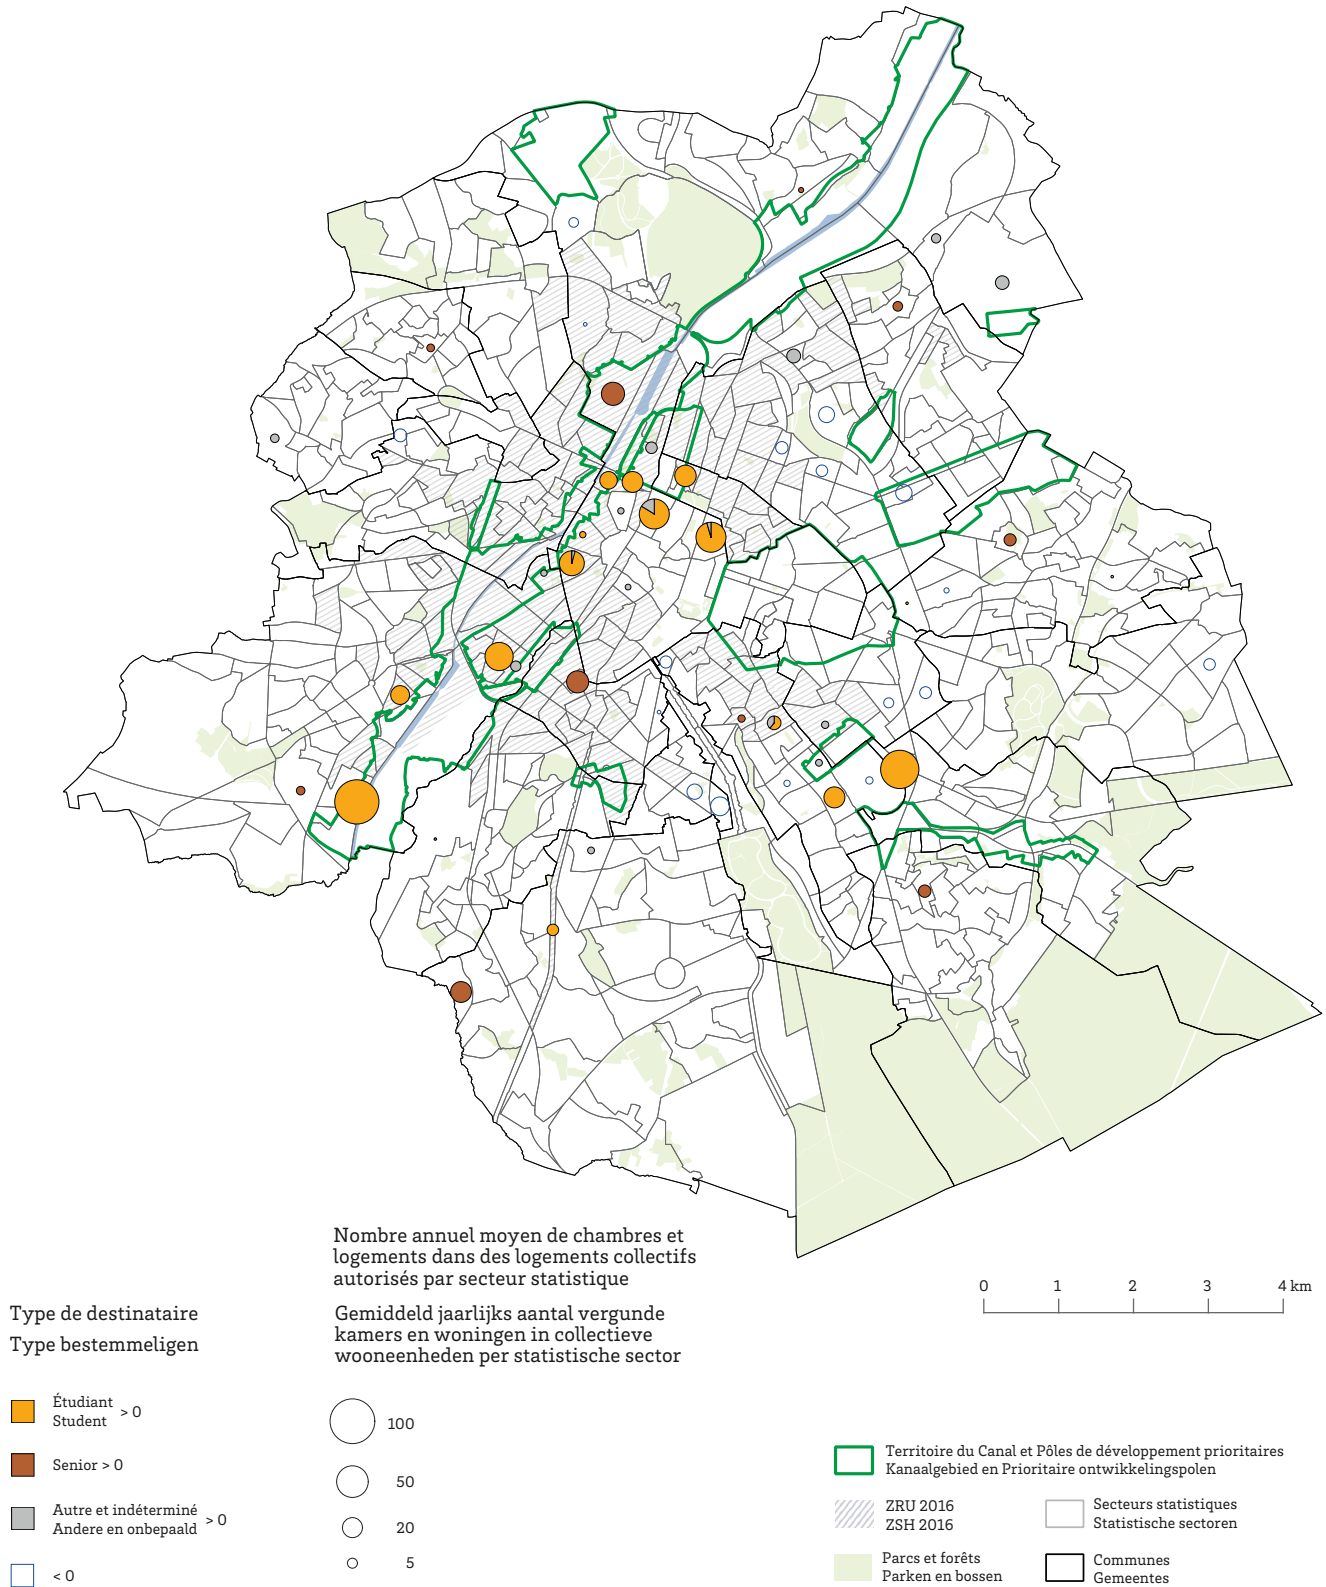 Nombre annuel moyen de chambres et
logements dans des logements collectifs
autorisés par secteur statistique
Gemiddeld jaarlijks aantal vergunde
kamers en woningen in collectieve
wooneenheden per statistische sector
Type de destinataire
Type bestemmeligen
Étudiant
Student
> 0
Senior > 0
Autre et indéterminé
Andere en onbepaald
> 0
< 0
100
50
20
5
0 1 2 3 4 km
Territoire du Canal et Pôles de développement prioritaires
Kanaalgebied en Prioritaire ontwikkelingspolen
ZRU 2016
ZSH 2016
Parcs et forêts
Parken en bossen
Secteurs statistiques
Statistische sectoren
Communes
Gemeentes